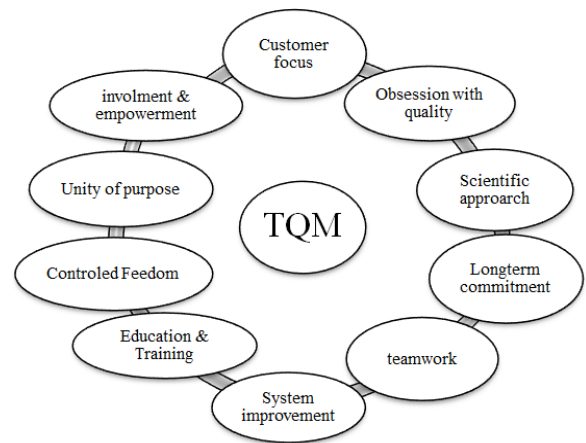 Customer
focus
Obsession with
quality
Scientific
approarch
Longterm
commitment
teamwork
System
improvement
Education &
Training
Controled Feedom
Unity of purpose
involment &
empowerment
TQM